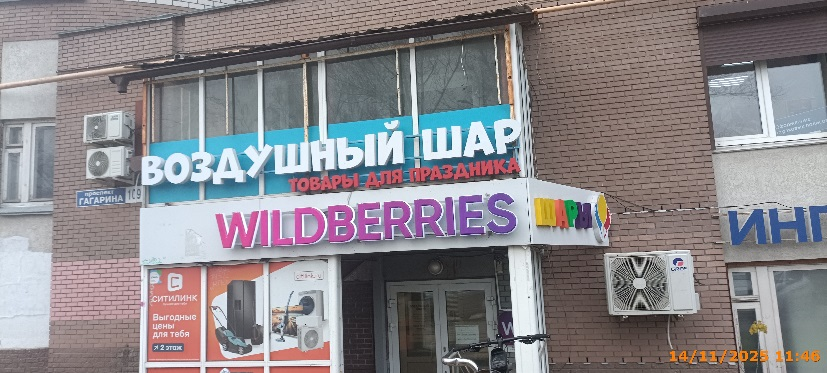 ВОЗДУШНЫЙ ШАР
ТОВАРЫ ДЛЯ ПРАЗДНИКА
проспект
ГАГАРИНА
WILDBERRIES
ШАРЫ
ИНГ
СИТИЛИНК
Выгодные
цены
для тебя
2 этаж
W
14/11/2025 11:46